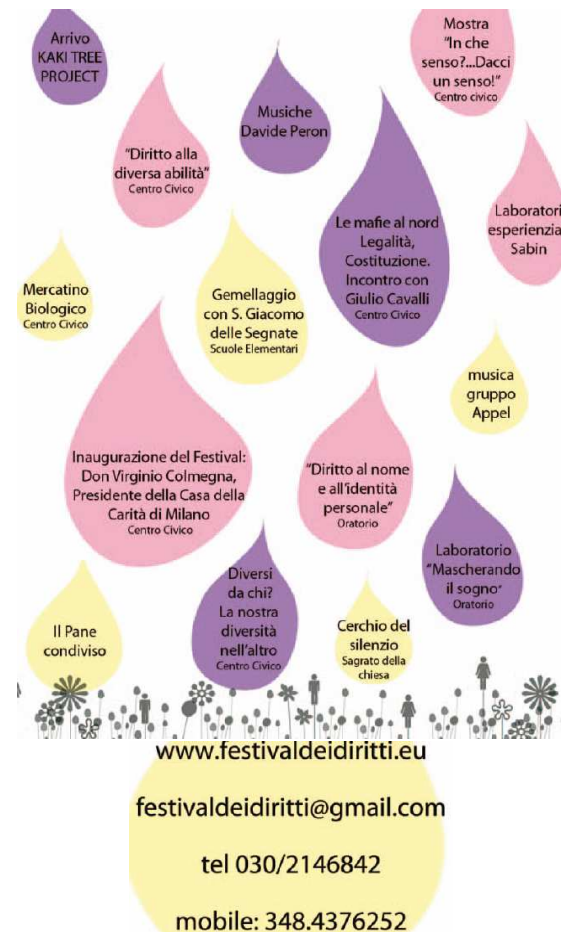 Arrivo
KAKI TREE
PROJECT
Mostra
"In che
senso?...Dacci
un senso!"
Centro civico
Musiche
Davide Peron
"Diritto alla
diversa abilità"
Centro Civico
Le mafie al nord
Legalità,
Costituzione.
Incontro con
Giulio Cavalli
Centro Civico
Laboratori
esperienzia
Sabin
Mercatino
Biologico
Centro Civico
Gemellaggio
con S. Giacomo
delle Segnate
Scuole Elementari
musica
gruppo
Appel
Inaugurazione del Festival:
Don Virginio Colmegna,
Presidente della Casa della
Carità di Milano
Centro Civico
"Diritto al nome
e all'identità
personale"
Oratorio
Laboratorio
"Mascherando
il sogno"
Oratorio
Diversi
da chi?
La nostra
diversità
nell'altro
Centro Civico
Il Pane
condiviso
Cerchio del
silenzio
Sagrato della
chiesa
www.festivaldeidiritti.eu
festivaldeidiritti@gmail.com
tel 030/2146842
mobile: 348.4376252